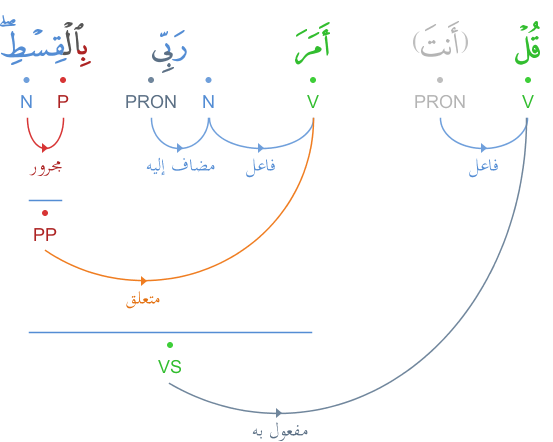 قُلْ (أَنتَ) أَمَرَ رَبِّى بِٱلْقِسْطِ ۖ
V PRON V N PRON P N
فاعل فاعل مضاف إليه مجرور
PP
متعلق
VS
مفعول به